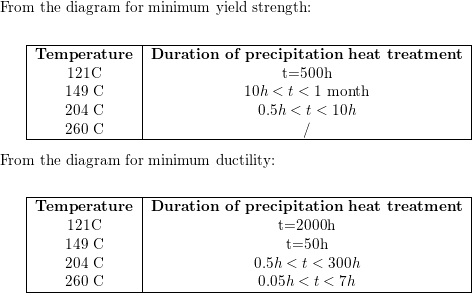 From the diagram for minimum yield strength:
Temperature Duration of precipitation heat treatment
121C t=500h
149 C 10h < t < 1 month
204 C 0.5h < t < 10h
260 C /
From the diagram for minimum ductility:
Temperature Duration of precipitation heat treatment
121C t=2000h
149 C t=50h
204 C 0.5h < t < 300h
260 C 0.05h < t < 7h